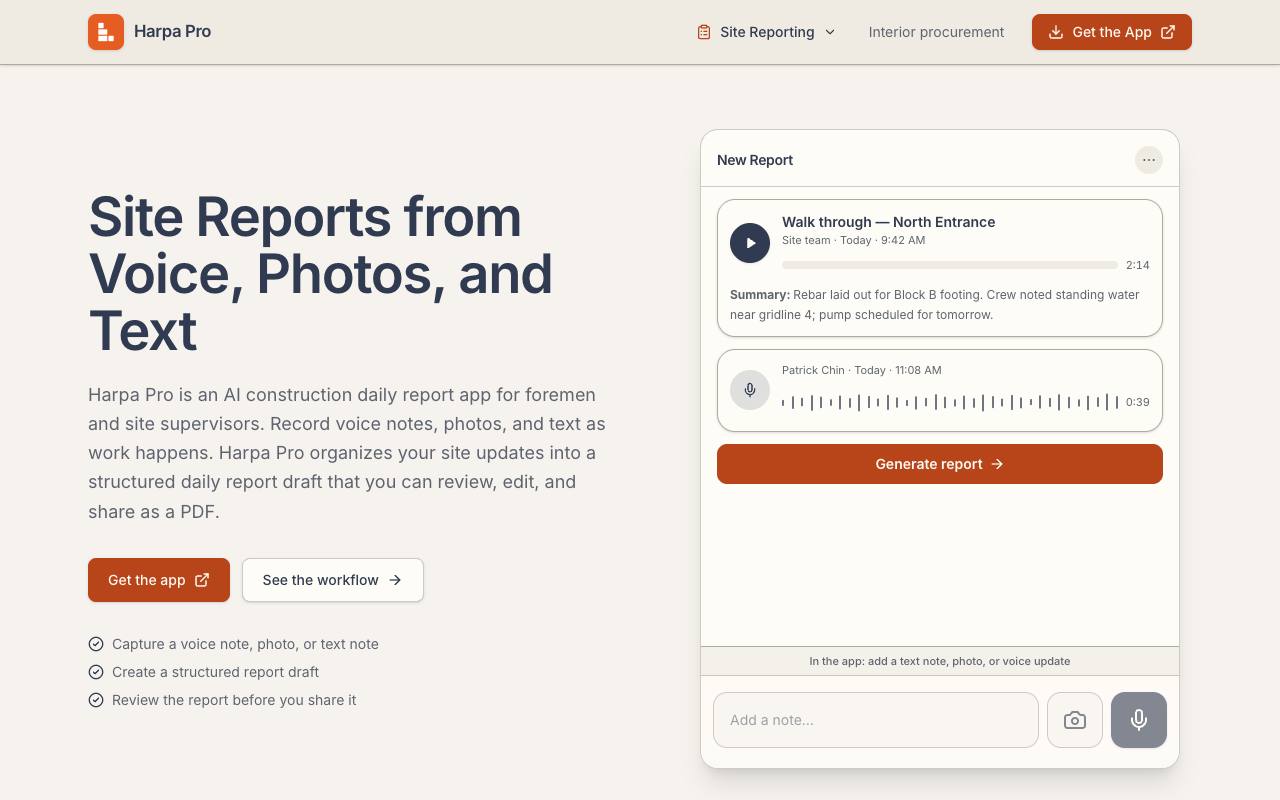 Harpa Pro
Site Reporting
Interior procurement
Get the App
Site Reports from
Voice, Photos, and
Text
Harpa Pro is an AI construction daily report app for foremen
and site supervisors. Record voice notes, photos, and text as
work happens. Harpa Pro organizes your site updates into a
structured daily report draft that you can review, edit, and
share as a PDF.
Get the app
See the workflow
Capture a voice note, photo, or text note
Create a structured report draft
Review the report before you share it
New Report
Walk through — North Entrance
Site team · Today · 9:42 AM
2:14
Summary: Rebar laid out for Block B footing. Crew noted standing water
near gridline 4; pump scheduled for tomorrow.
Patrick Chin · Today · 11:08 AM
0:39
Generate report
In the app: add a text note, photo, or voice update
Add a note...